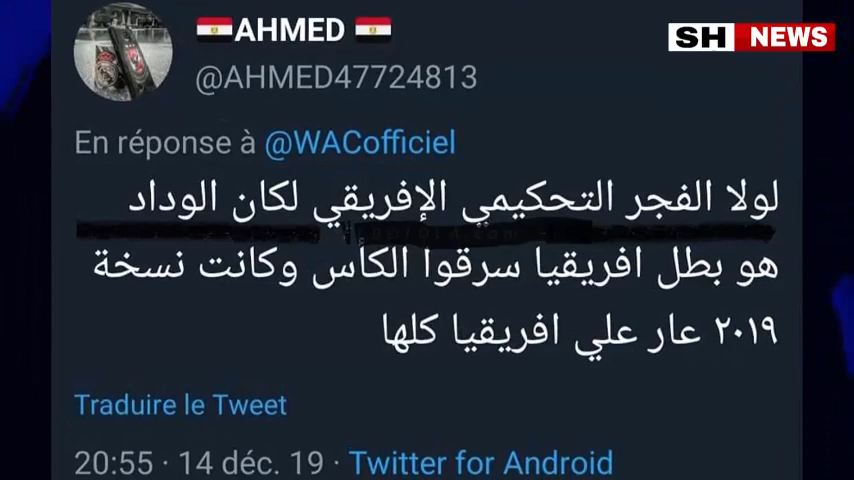 AHMED
SH NEWS
@AHMED47724813
En réponse à @WACofficiel
لولا الفجر التحكيمي الإفريقي لكان الوداد
هو بطل افريقيا سرقوا الكأس وكانت نسخة
٢٠١٩ عار علي افريقيا كلها
Traduire le Tweet
20:55 · 14 déc. 19 · Twitter for Android